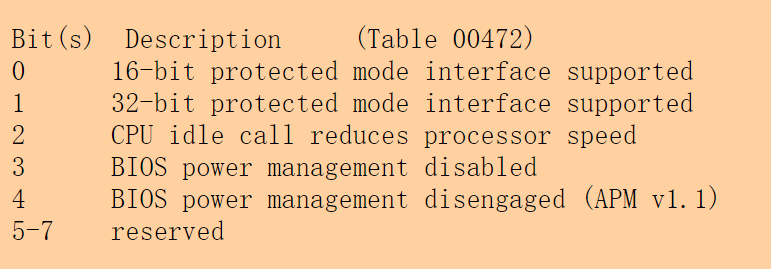 Bit(s)  Description     (Table 00472)
0       16-bit protected mode interface supported
1       32-bit protected mode interface supported
2       CPU idle call reduces processor speed
3       BIOS power management disabled
4       BIOS power management disengaged (APM v1.1)
5-7     reserved